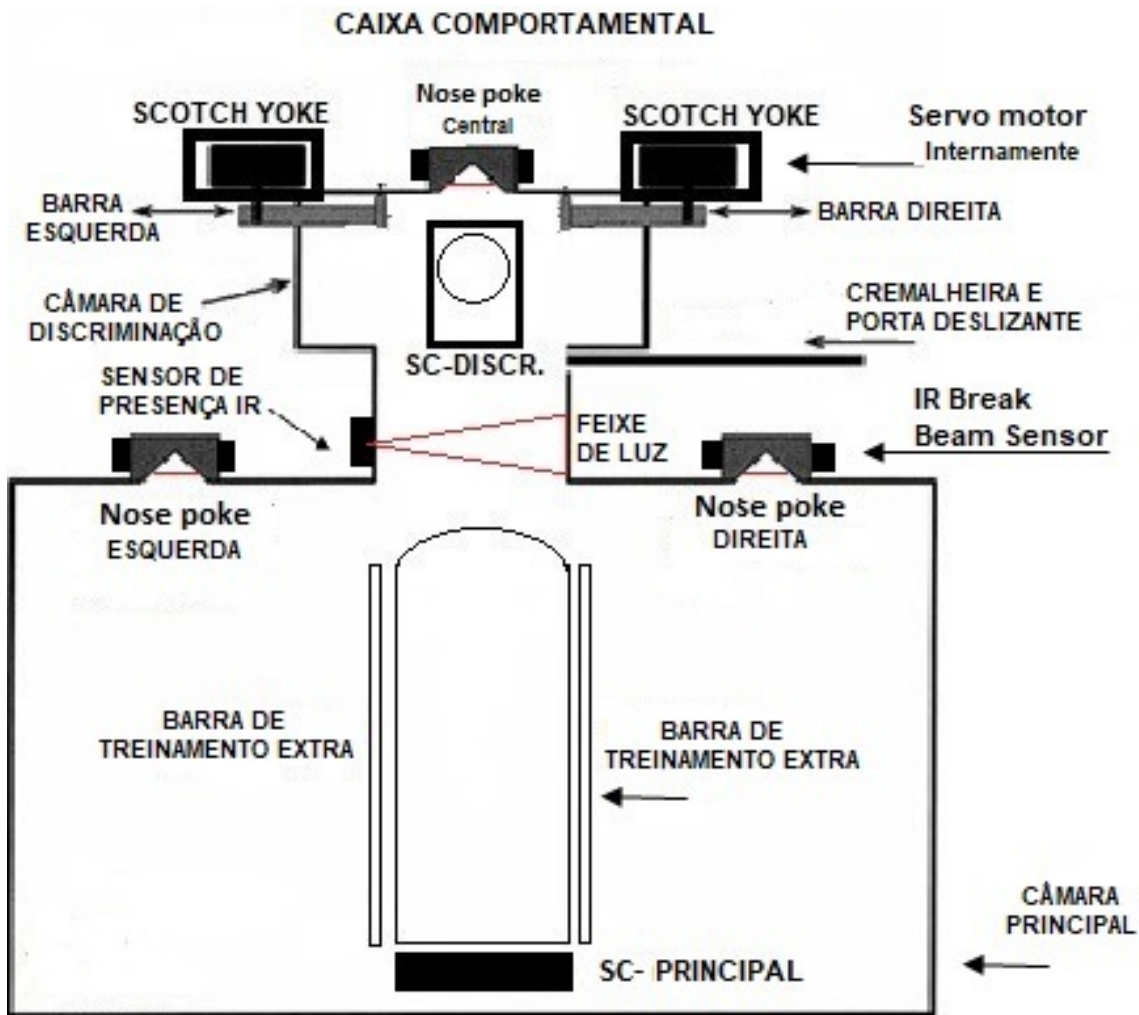 CAIXA COMPORTAMENTAL
SCOTCH YOKE
Nose poke
Central
SCOTCH YOKE
Servo motor
Internamente
BARRA
ESQUERDA
BARRA DIREITA
CÂMARA DE
DISCRIMINAÇÃO
CREMALHEIRA E
PORTA DESLIZANTE
SC-DISCR.
SENSOR DE
PRESENÇA IR
FEIXE
DE LUZ
IR Break
Beam Sensor
Nose poke
ESQUERDA
Nose poke
DIREITA
BARRA DE
TREINAMENTO EXTRA
BARRA DE
TREINAMENTO EXTRA
CÂMARA
PRINCIPAL
SC- PRINCIPAL